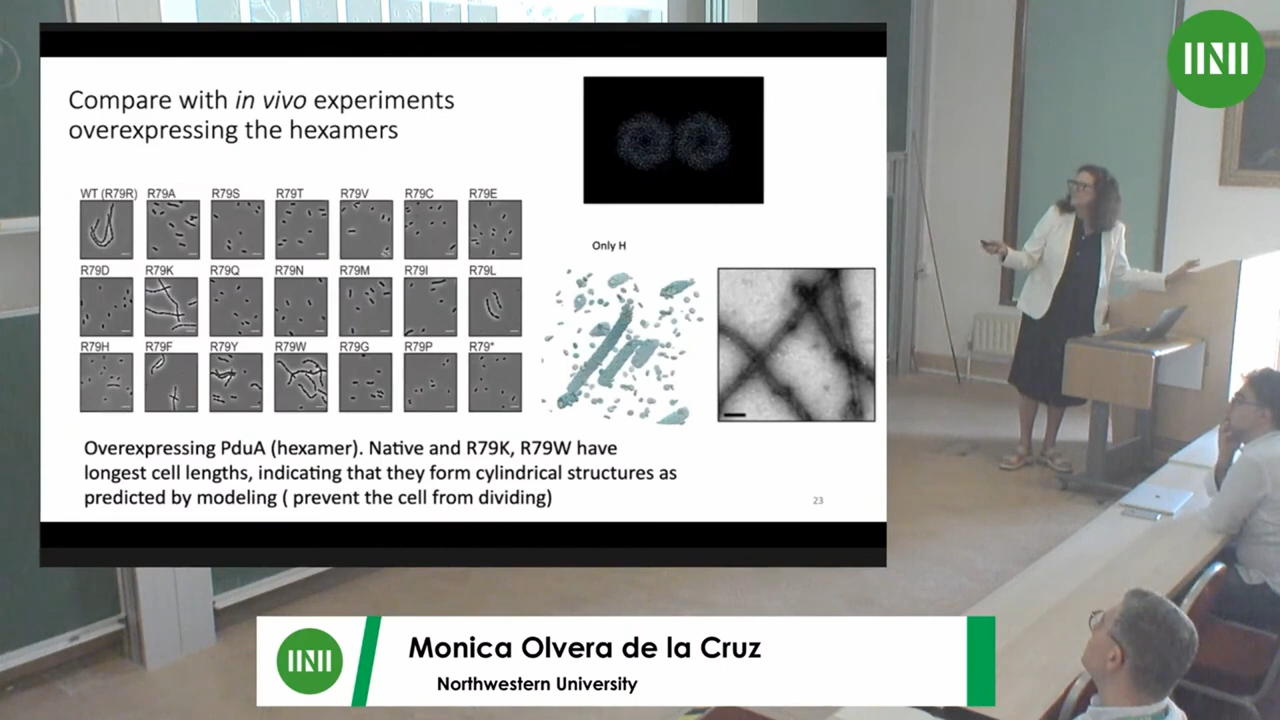 Compare with in vivo experiments
overexpressing the hexamers
WT (R79R) R79A R79S R79T R79V R79C R79E
R79D R79K R79Q R79N R79M R79I R79L
R79H R79F R79Y R79W R79G R79P R79*
Only H
Overexpressing PduA (hexamer). Native and R79K, R79W have
longest cell lengths, indicating that they form cylindrical structures as
predicted by modeling ( prevent the cell from dividing)
23
Monica Olvera de la Cruz
Northwestern University